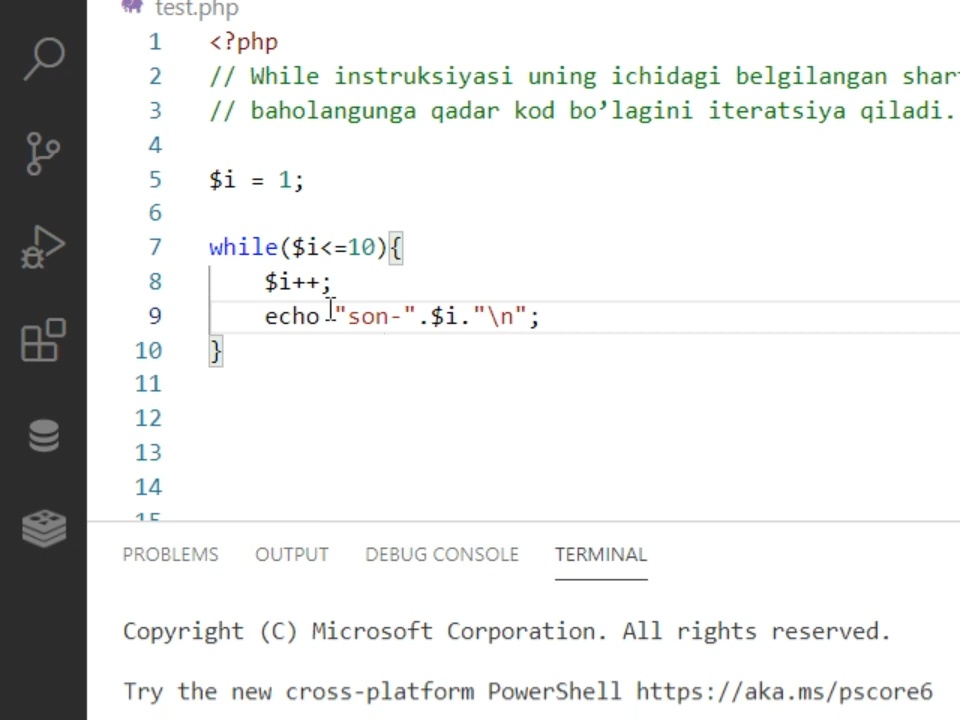 test.php
1 <?php
2 // While instruksiyasi uning ichidagi belgilangan
3 // baholangunga qadar kod bo’lagini iteratsiya qiladi.
4
5 $i = 1;
6
7 while($i<=10){
8 $i++;
9 echo "son-".$i."\n";
10 }
11
12
13
14
15
PROBLEMS OUTPUT DEBUG CONSOLE TERMINAL
Copyright (C) Microsoft Corporation. All rights reserved.
Try the new cross-platform PowerShell https://aka.ms/pscore6